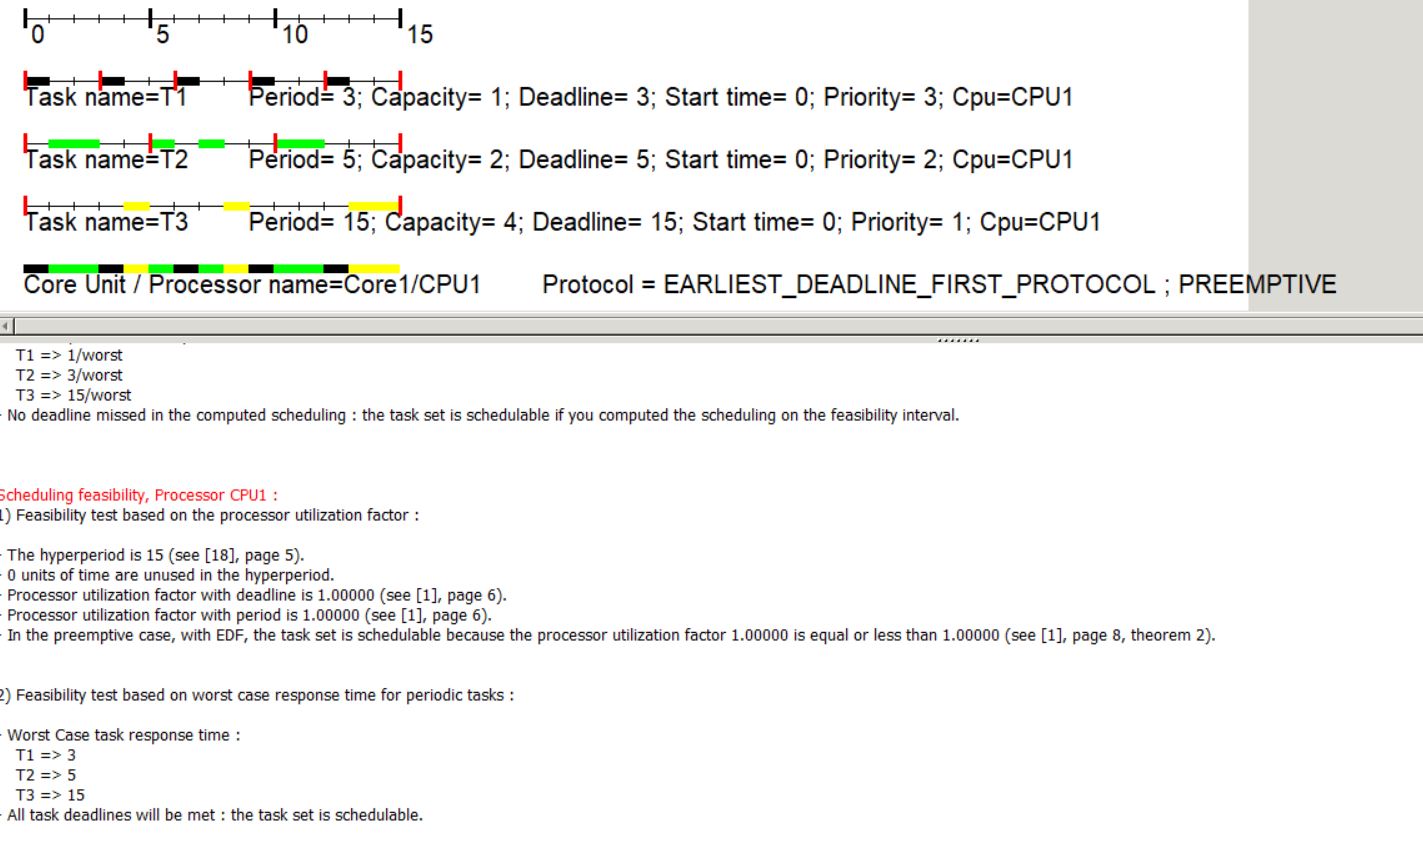 0 5 10 15
Task name=T1 Period= 3; Capacity= 1; Deadline= 3; Start time= 0; Priority= 3; Cpu=CPU1
Task name=T2 Period= 5; Capacity= 2; Deadline= 5; Start time= 0; Priority= 2; Cpu=CPU1
Task name=T3 Period= 15; Capacity= 4; Deadline= 15; Start time= 0; Priority= 1; Cpu=CPU1
Core Unit / Processor name=Core1/CPU1 Protocol = EARLIEST_DEADLINE_FIRST_PROTOCOL ; PREEMPTIVE
T1 => 1/worst
T2 => 3/worst
T3 => 15/worst
- No deadline missed in the computed scheduling : the task set is schedulable if you computed the scheduling on the feasibility interval.
Scheduling feasibility, Processor CPU1 :
1) Feasibility test based on the processor utilization factor :
- The hyperperiod is 15 (see [18], page 5).
- 0 units of time are unused in the hyperperiod.
- Processor utilization factor with deadline is 1.00000 (see [1], page 6).
- Processor utilization factor with period is 1.00000 (see [1], page 6).
- In the preemptive case, with EDF, the task set is schedulable because the processor utilization factor 1.00000 is equal or less than 1.00000 (see [1], page 8, theorem 2).
2) Feasibility test based on worst case response time for periodic tasks :
- Worst Case task response time :
T1 => 3
T2 => 5
T3 => 15
- All task deadlines will be met : the task set is schedulable.